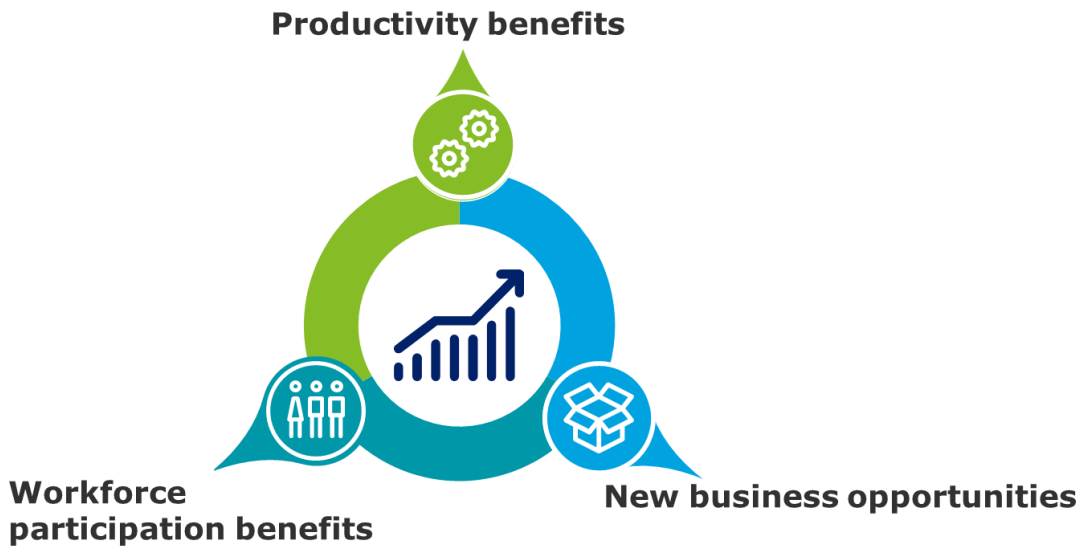 Productivity benefits
Workforce
participation benefits
New business opportunities